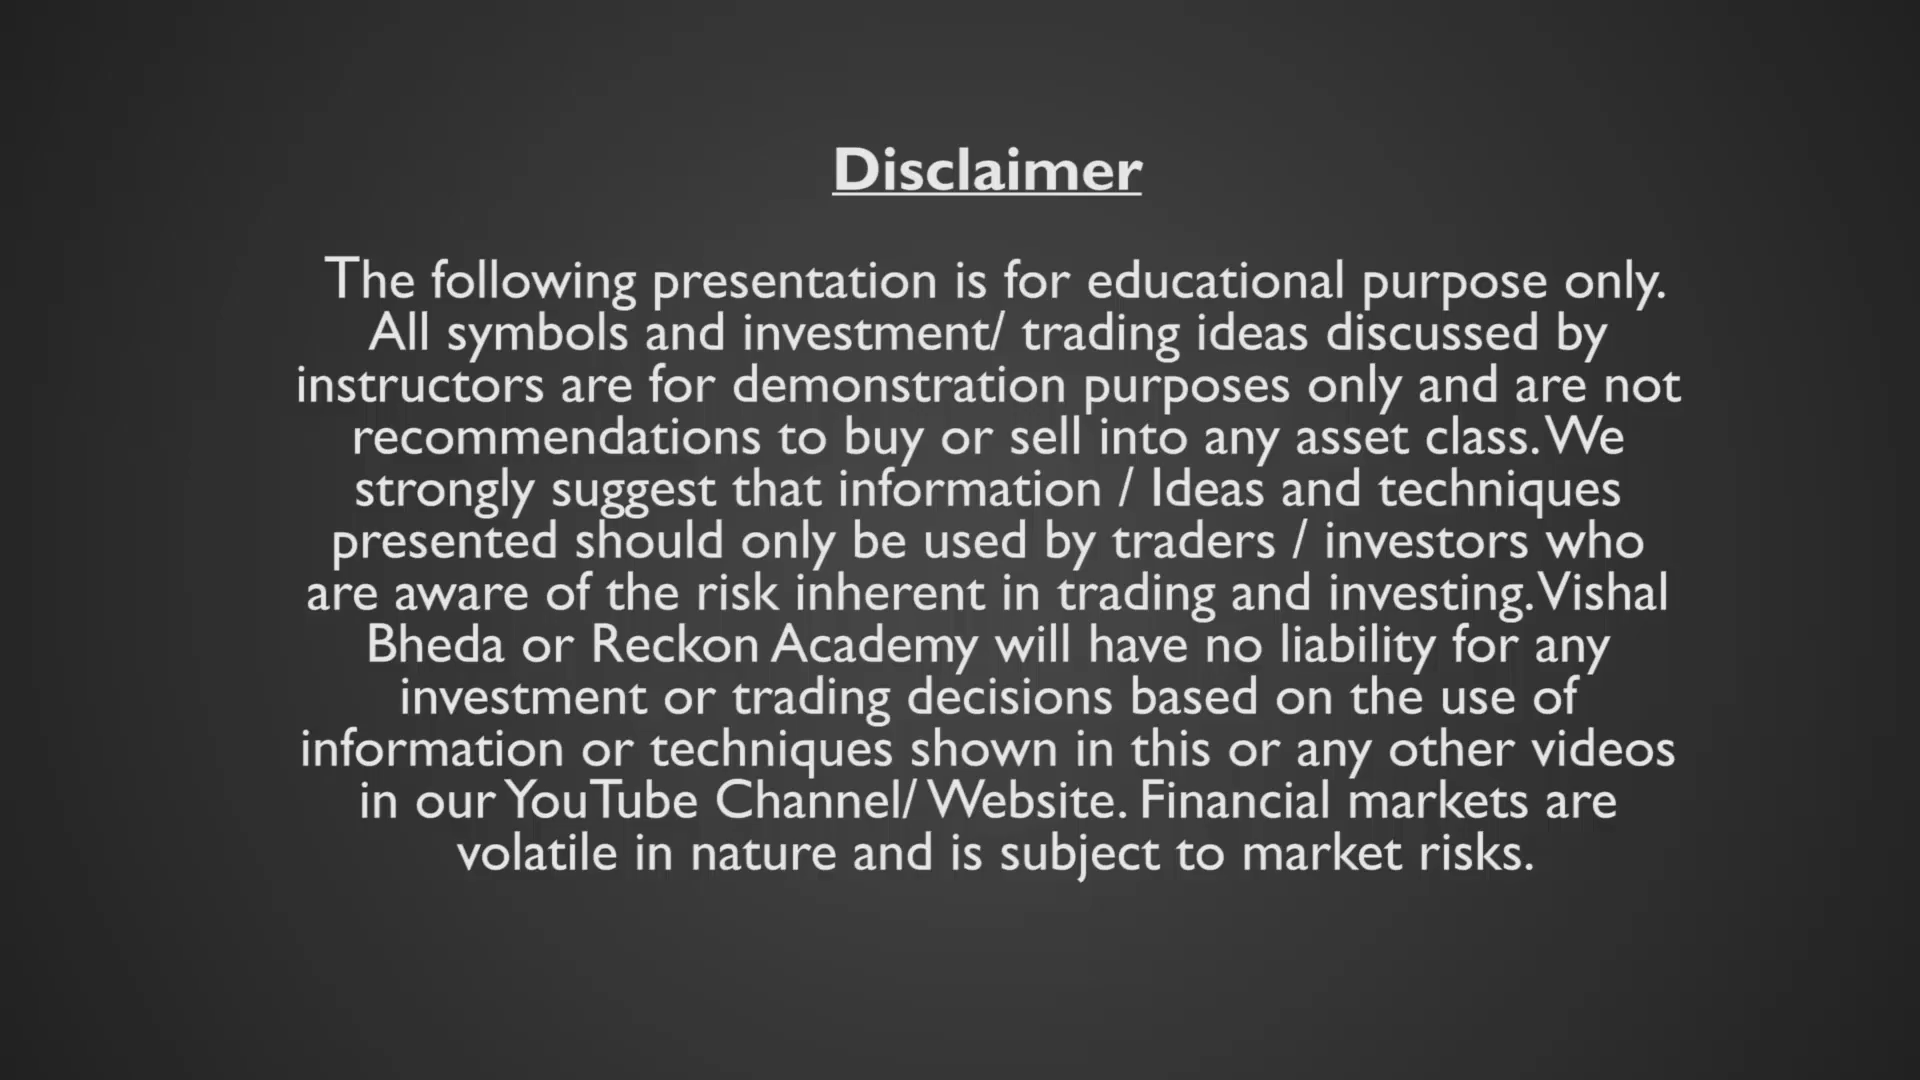 Disclaimer
The following presentation is for educational purpose only.
All symbols and investment/ trading ideas discussed by
instructors are for demonstration purposes only and are not
recommendations to buy or sell into any asset class. We
strongly suggest that information / Ideas and techniques
presented should only be used by traders / investors who
are aware of the risk inherent in trading and investing. Vishal
Bheda or Reckon Academy will have no liability for any
investment or trading decisions based on the use of
information or techniques shown in this or any other videos
in our YouTube Channel/ Website. Financial markets are
volatile in nature and is subject to market risks.